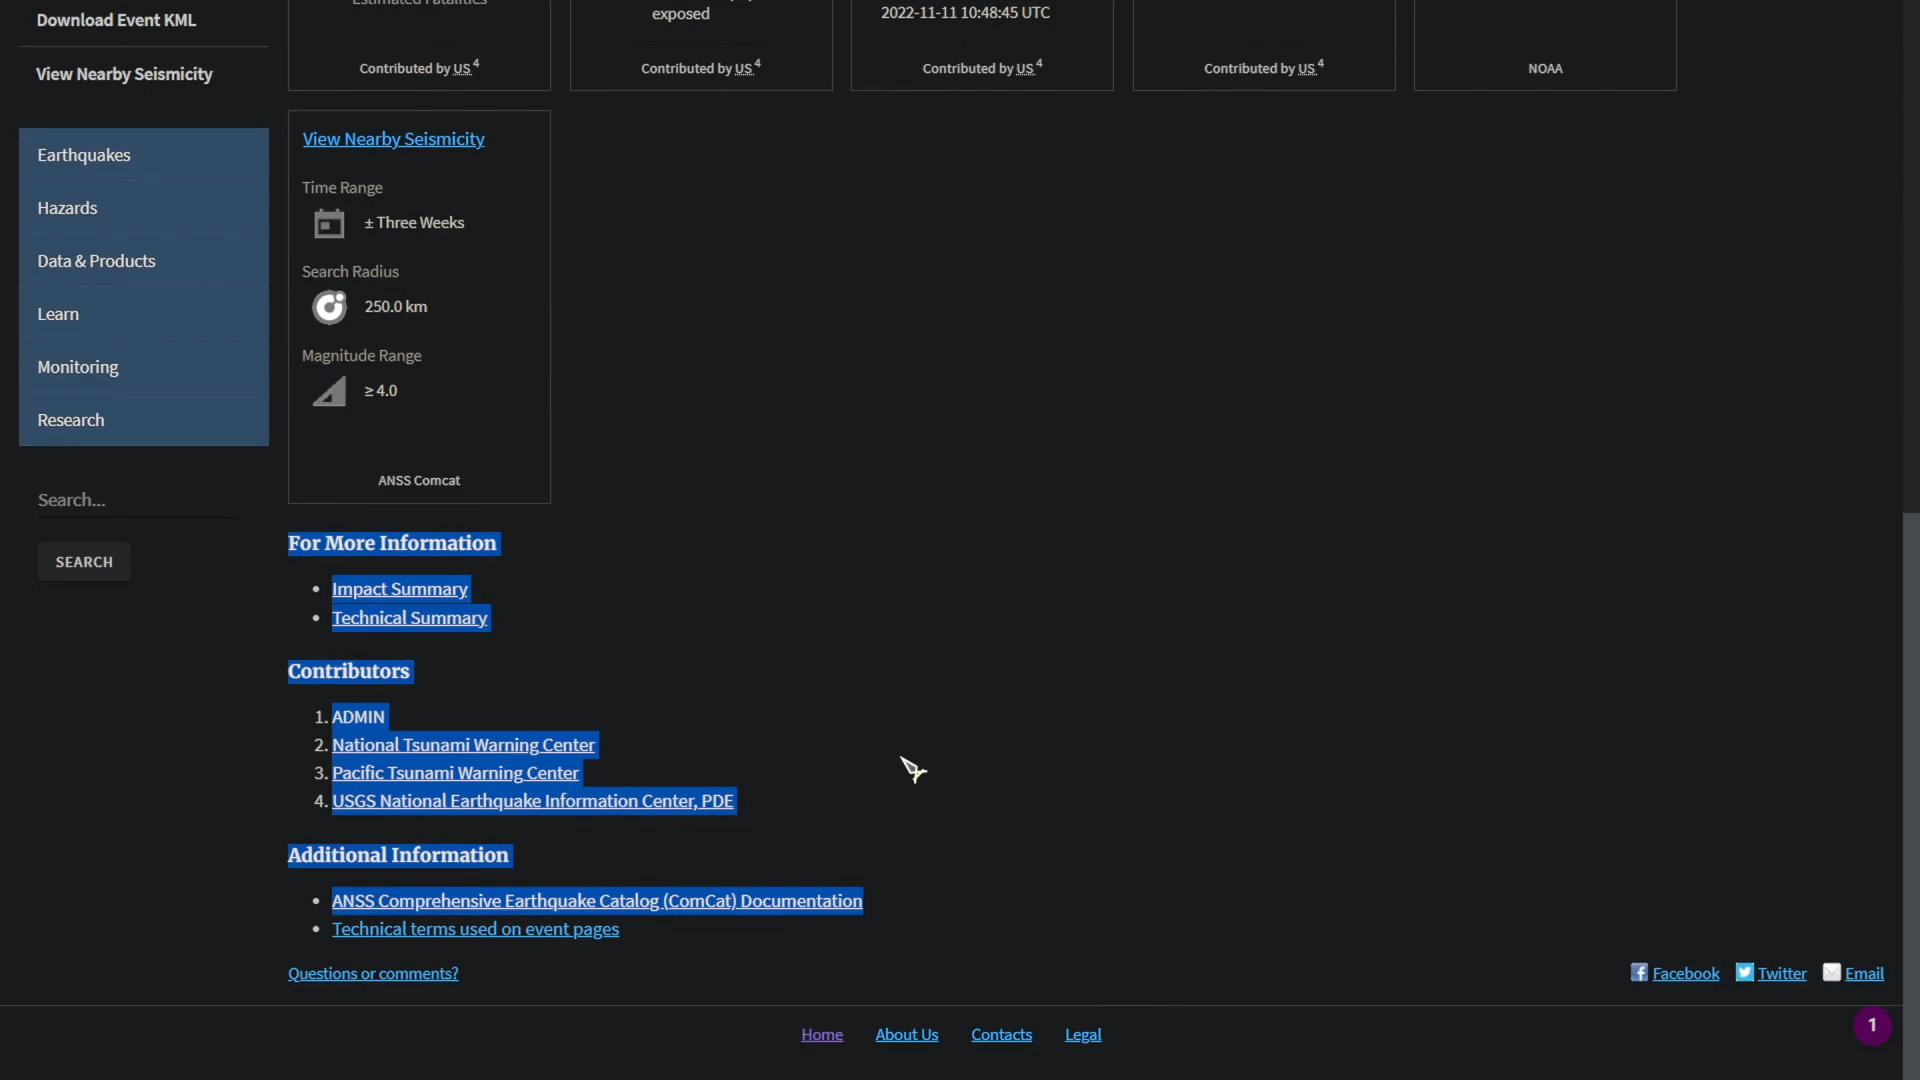 Download Event KML
View Nearby Seismicity
Estimated Fatalities
exposed
2022-11-11 10:48:45 UTC
Contributed by US 4
Contributed by US 4
Contributed by US 4
Contributed by US 4
NOAA
Earthquakes
Hazards
Data & Products
Learn
Monitoring
Research
Search...
SEARCH
View Nearby Seismicity
Time Range
± Three Weeks
Search Radius
250.0 km
Magnitude Range
≥ 4.0
ANSS Comcat
For More Information
• Impact Summary
• Technical Summary
Contributors
1. ADMIN
2. National Tsunami Warning Center
3. Pacific Tsunami Warning Center
4. USGS National Earthquake Information Center, PDE
Additional Information
• ANSS Comprehensive Earthquake Catalog (ComCat) Documentation
• Technical terms used on event pages
Questions or comments?
Facebook Twitter Email
Home About Us Contacts Legal
1